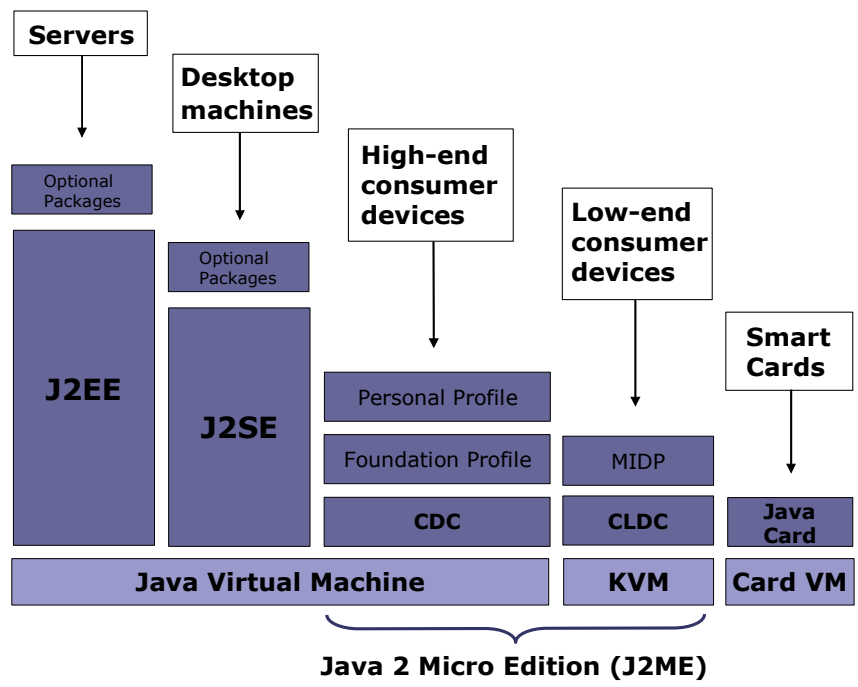 Servers
Desktop
machines
High-end
consumer
devices
Low-end
consumer
devices
Smart
Cards
Optional
Packages
Optional
Packages
J2EE
J2SE
Personal Profile
Foundation Profile
CDC
MIDP
CLDC
Java
Card
Java Virtual Machine
KVM
Card VM
Java 2 Micro Edition (J2ME)